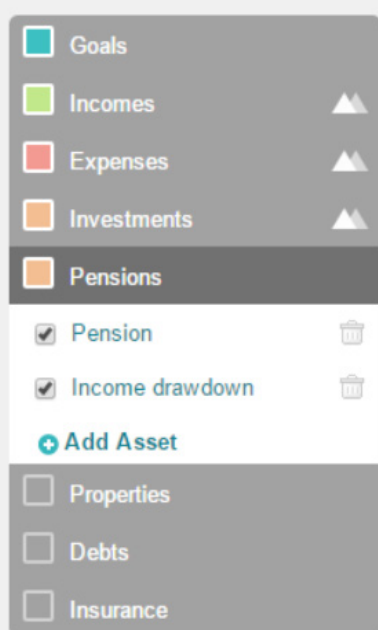 Goals
Incomes
Expenses
Investments
Pensions
Pension
Income drawdown
Add Asset
Properties
Debts
Insurance